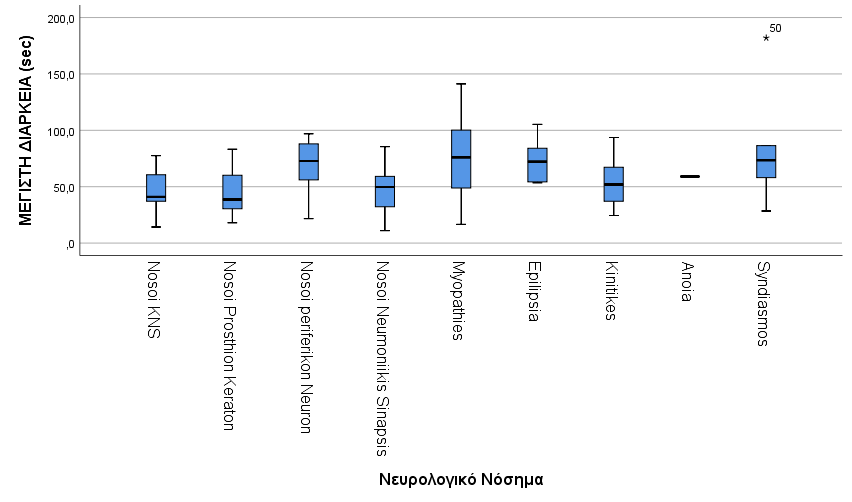 200,0
50
*
150,0
100,0
50,0
,0
ΜΕΓΙΣΤΗ ΔΙΑΡΚΕΙΑ (sec)
Nosoi KNS
Nosoi Prosthion Keraton
Nosoi periferikon Neuron
Nosoi Neumoniikis Sinapsis
Myopathies
Epilipsia
Kinitikes
Anoia
Syndiasmos
Νευρολογικό Νόσημα